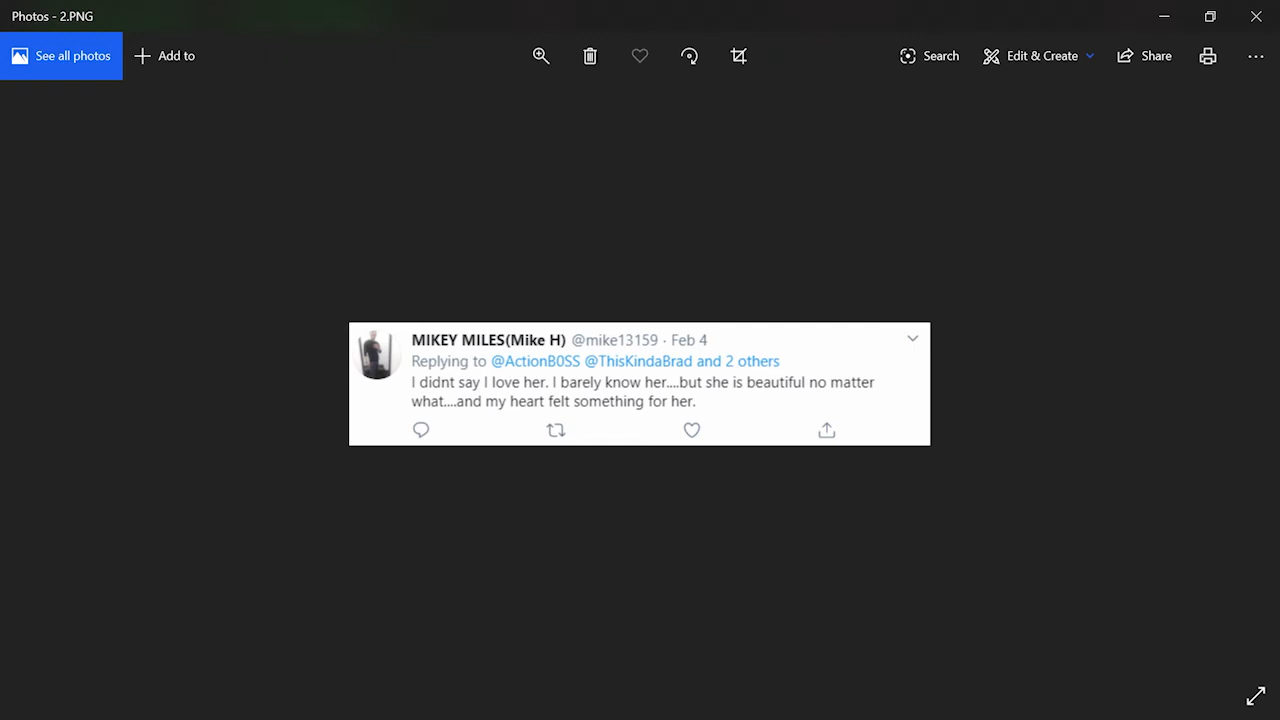 Photos - 2.PNG
See all photos
Add to
Search
Edit & Create
Share
MIKEY MILES(Mike H) @mike13159 · Feb 4
Replying to @ActionB0SS @ThisKindaBrad and 2 others
I didnt say I love her. I barely know her....but she is beautiful no matter
what....and my heart felt something for her.